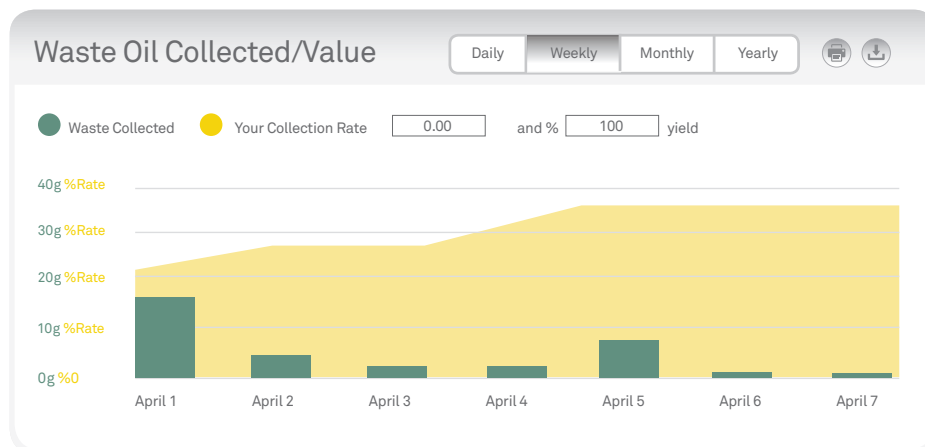 Waste Oil Collected/Value
Daily Weekly Monthly Yearly
Waste Collected Your Collection Rate 0.00 and % 100 yield
40g %Rate
30g %Rate
20g %Rate
10g %Rate
0g %0
April 1 April 2 April 3 April 4 April 5 April 6 April 7